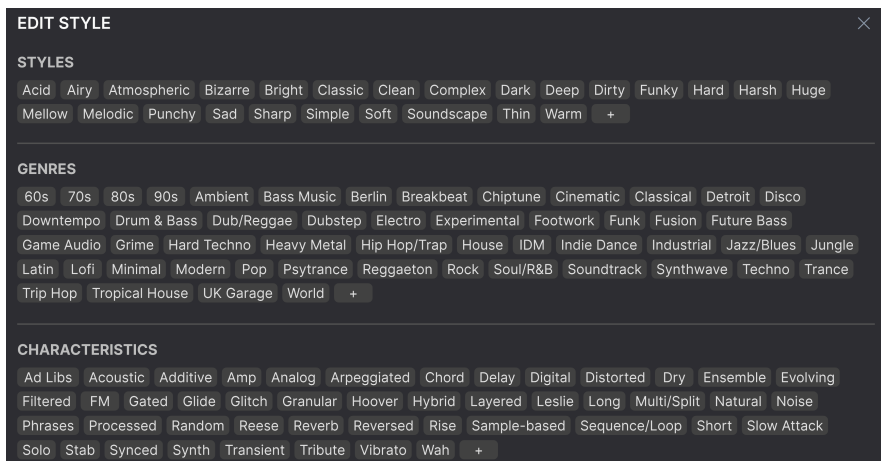 EDIT STYLE
STYLES
Acid Airy Atmospheric Bizarre Bright Classic Clean Complex Dark Deep Dirty Funky Hard Harsh Huge
Mellow Melodic Punchy Sad Sharp Simple Soft Soundscape Thin Warm +
GENRES
60s 70s 80s 90s Ambient Bass Music Berlin Breakbeat Chiptune Cinematic Classical Detroit Disco
Downtempo Drum & Bass Dub/Reggae Dubstep Electro Experimental Footwork Funk Fusion Future Bass
Game Audio Grime Hard Techno Heavy Metal Hip Hop/Trap House IDM Indie Dance Industrial Jazz/Blues Jungle
Latin Lofi Minimal Modern Pop Psytrance Reggaeton Rock Soul/R&B Soundtrack Synthwave Techno Trance
Trip Hop Tropical House UK Garage World +
CHARACTERISTICS
Ad Libs Acoustic Additive Amp Analog Arpeggiated Chord Delay Digital Distorted Dry Ensemble Evolving
Filtered FM Gated Glide Glitch Granular Hoover Hybrid Layered Leslie Long Multi/Split Natural Noise
Phrases Processed Random Reese Reverb Reversed Rise Sample-based Sequence/Loop Short Slow Attack
Solo Stab Synced Synth Transient Tribute Vibrato Wah +